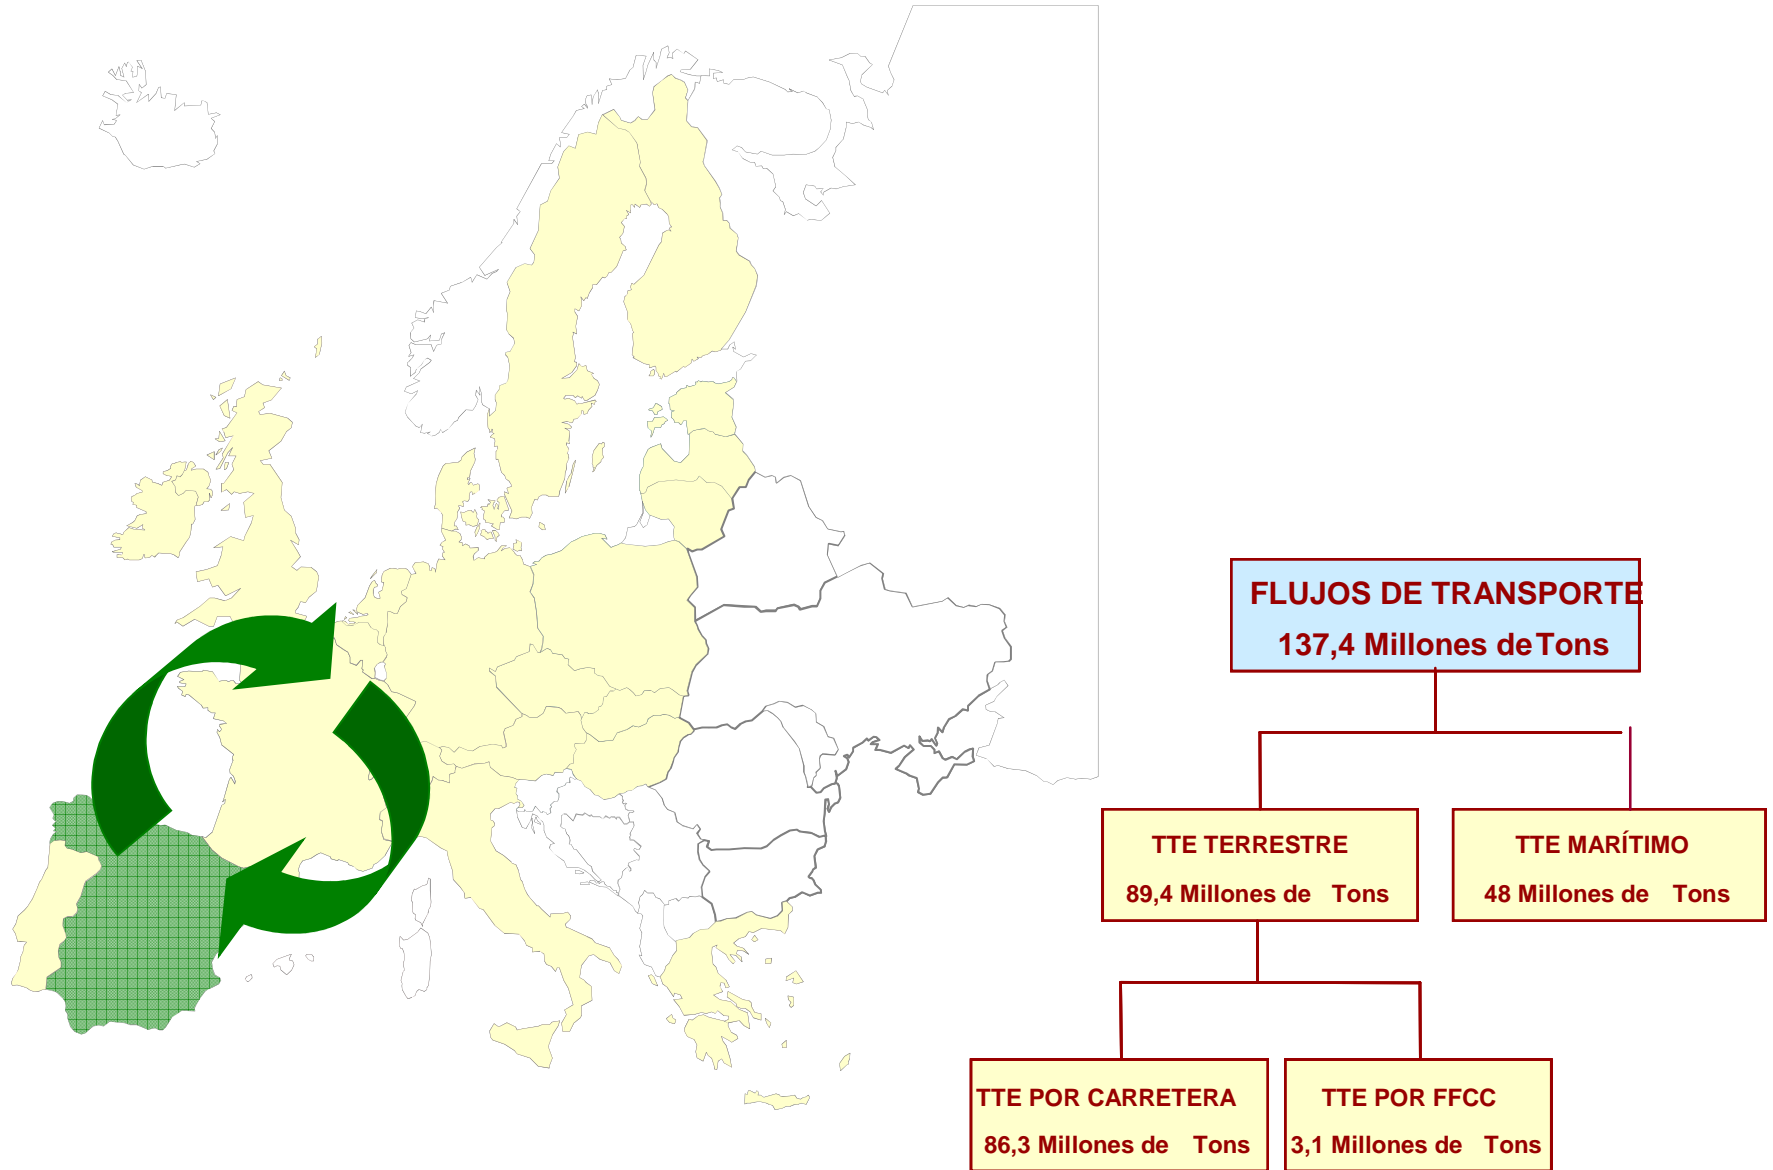 FLUJOS DE TRANSPORTE
137,4 Millones de Tons
TTE TERRESTRE
89,4 Millones de Tons
TTE MARÍTIMO
48 Millones de Tons
TTE POR CARRETERA
86,3 Millones de Tons
TTE POR FFCC
3,1 Millones de Tons